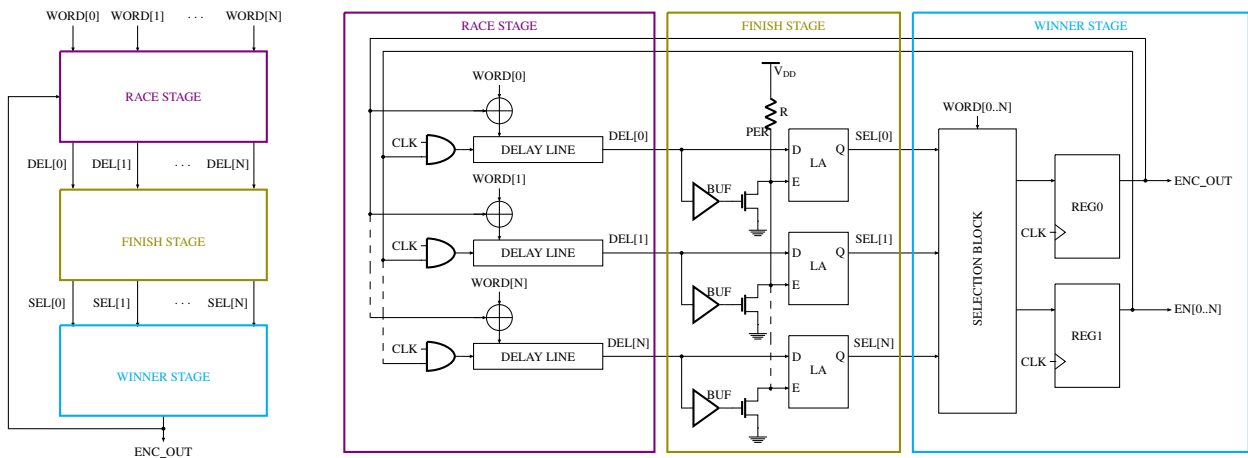 WORD[0] WORD[1] · · · WORD[N]
RACE STAGE
DEL[0] DEL[1] · · · DEL[N]
FINISH STAGE
SEL[0] SEL[1] · · · SEL[N]
WINNER STAGE
ENC_OUT
RACE STAGE
WORD[0]
CLK
DELAY LINE
DEL[0]
WORD[1]
CLK
DELAY LINE
DEL[1]
WORD[N]
CLK
DELAY LINE
DEL[N]
FINISH STAGE
VDD
R
PER
D Q
LA
E
SEL[0]
BUF
D Q
LA
E
SEL[1]
BUF
D Q
LA
E
SEL[N]
BUF
WINNER STAGE
WORD[0..N]
SELECTION BLOCK
REG0
CLK
ENC_OUT
REG1
CLK
EN[0..N]